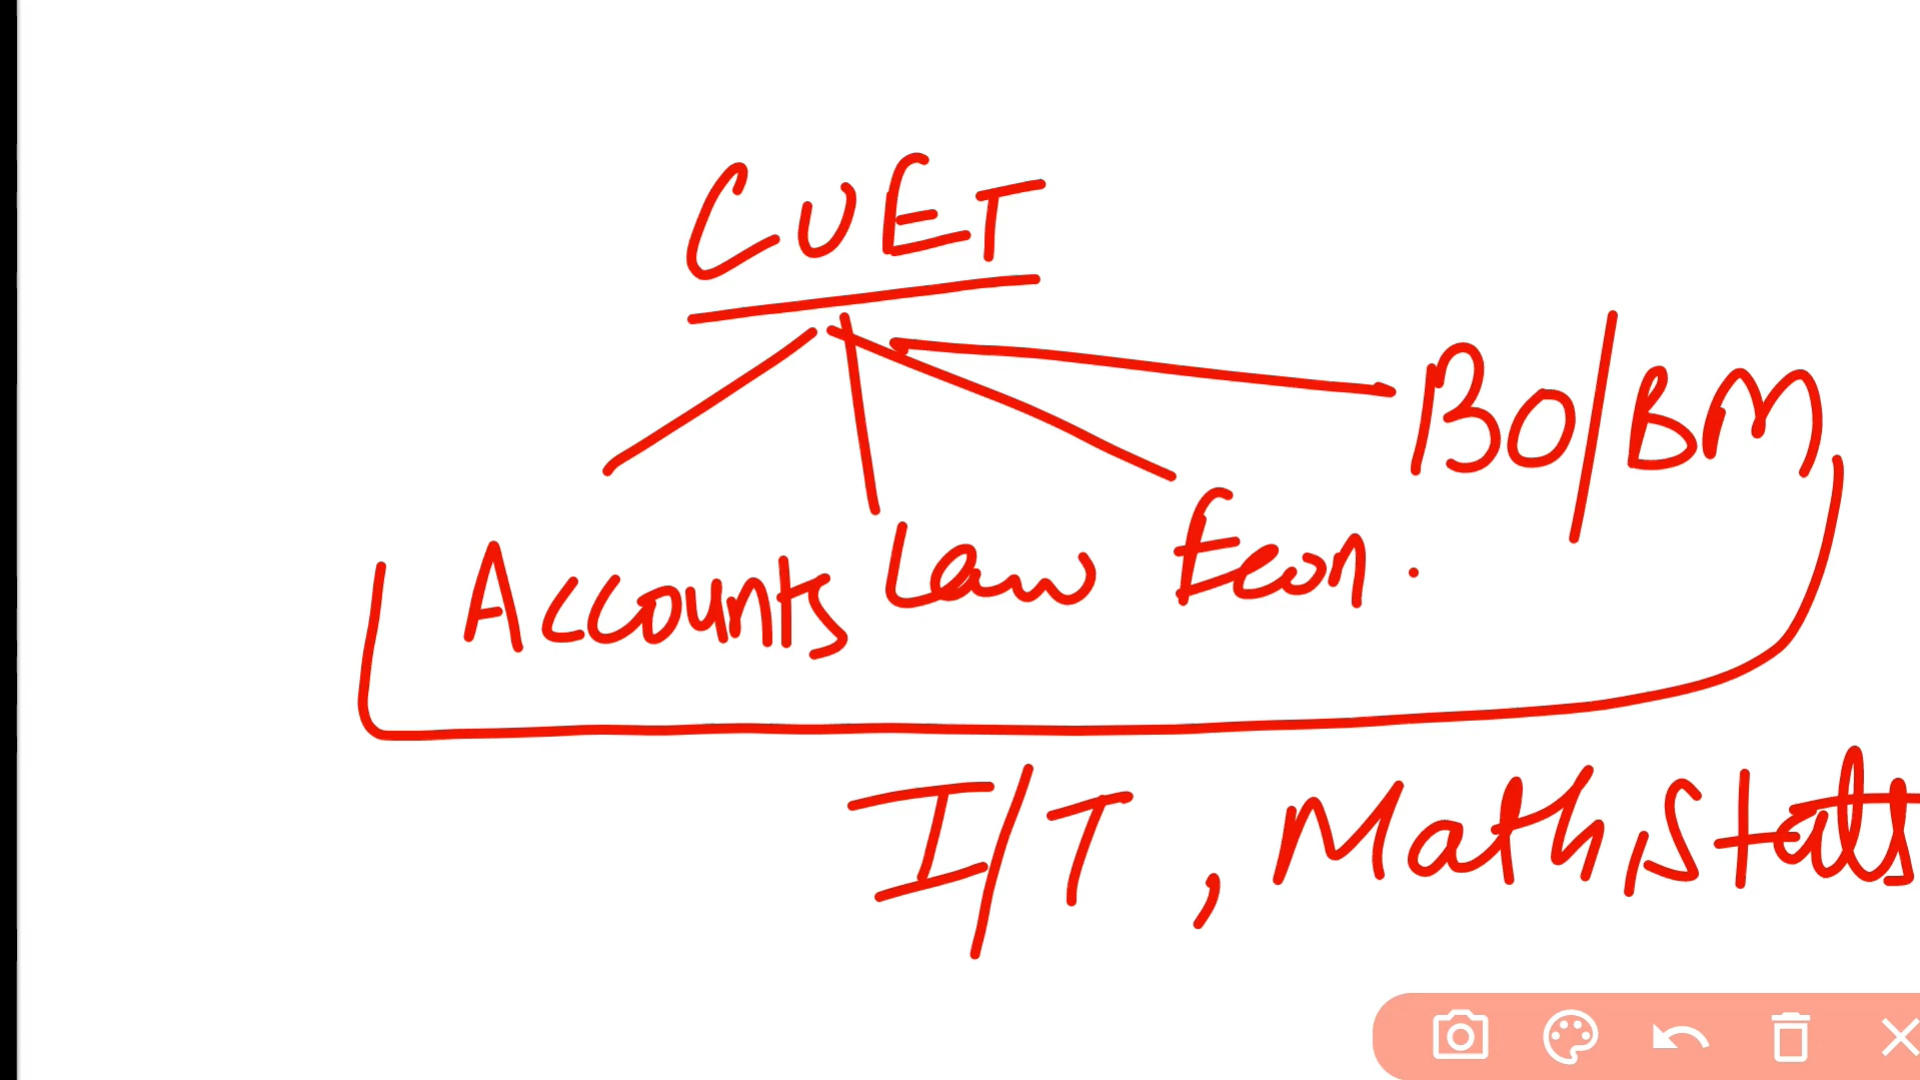 CUET
BO/BM
Accounts Law Econ.
I/T, Math, Stats